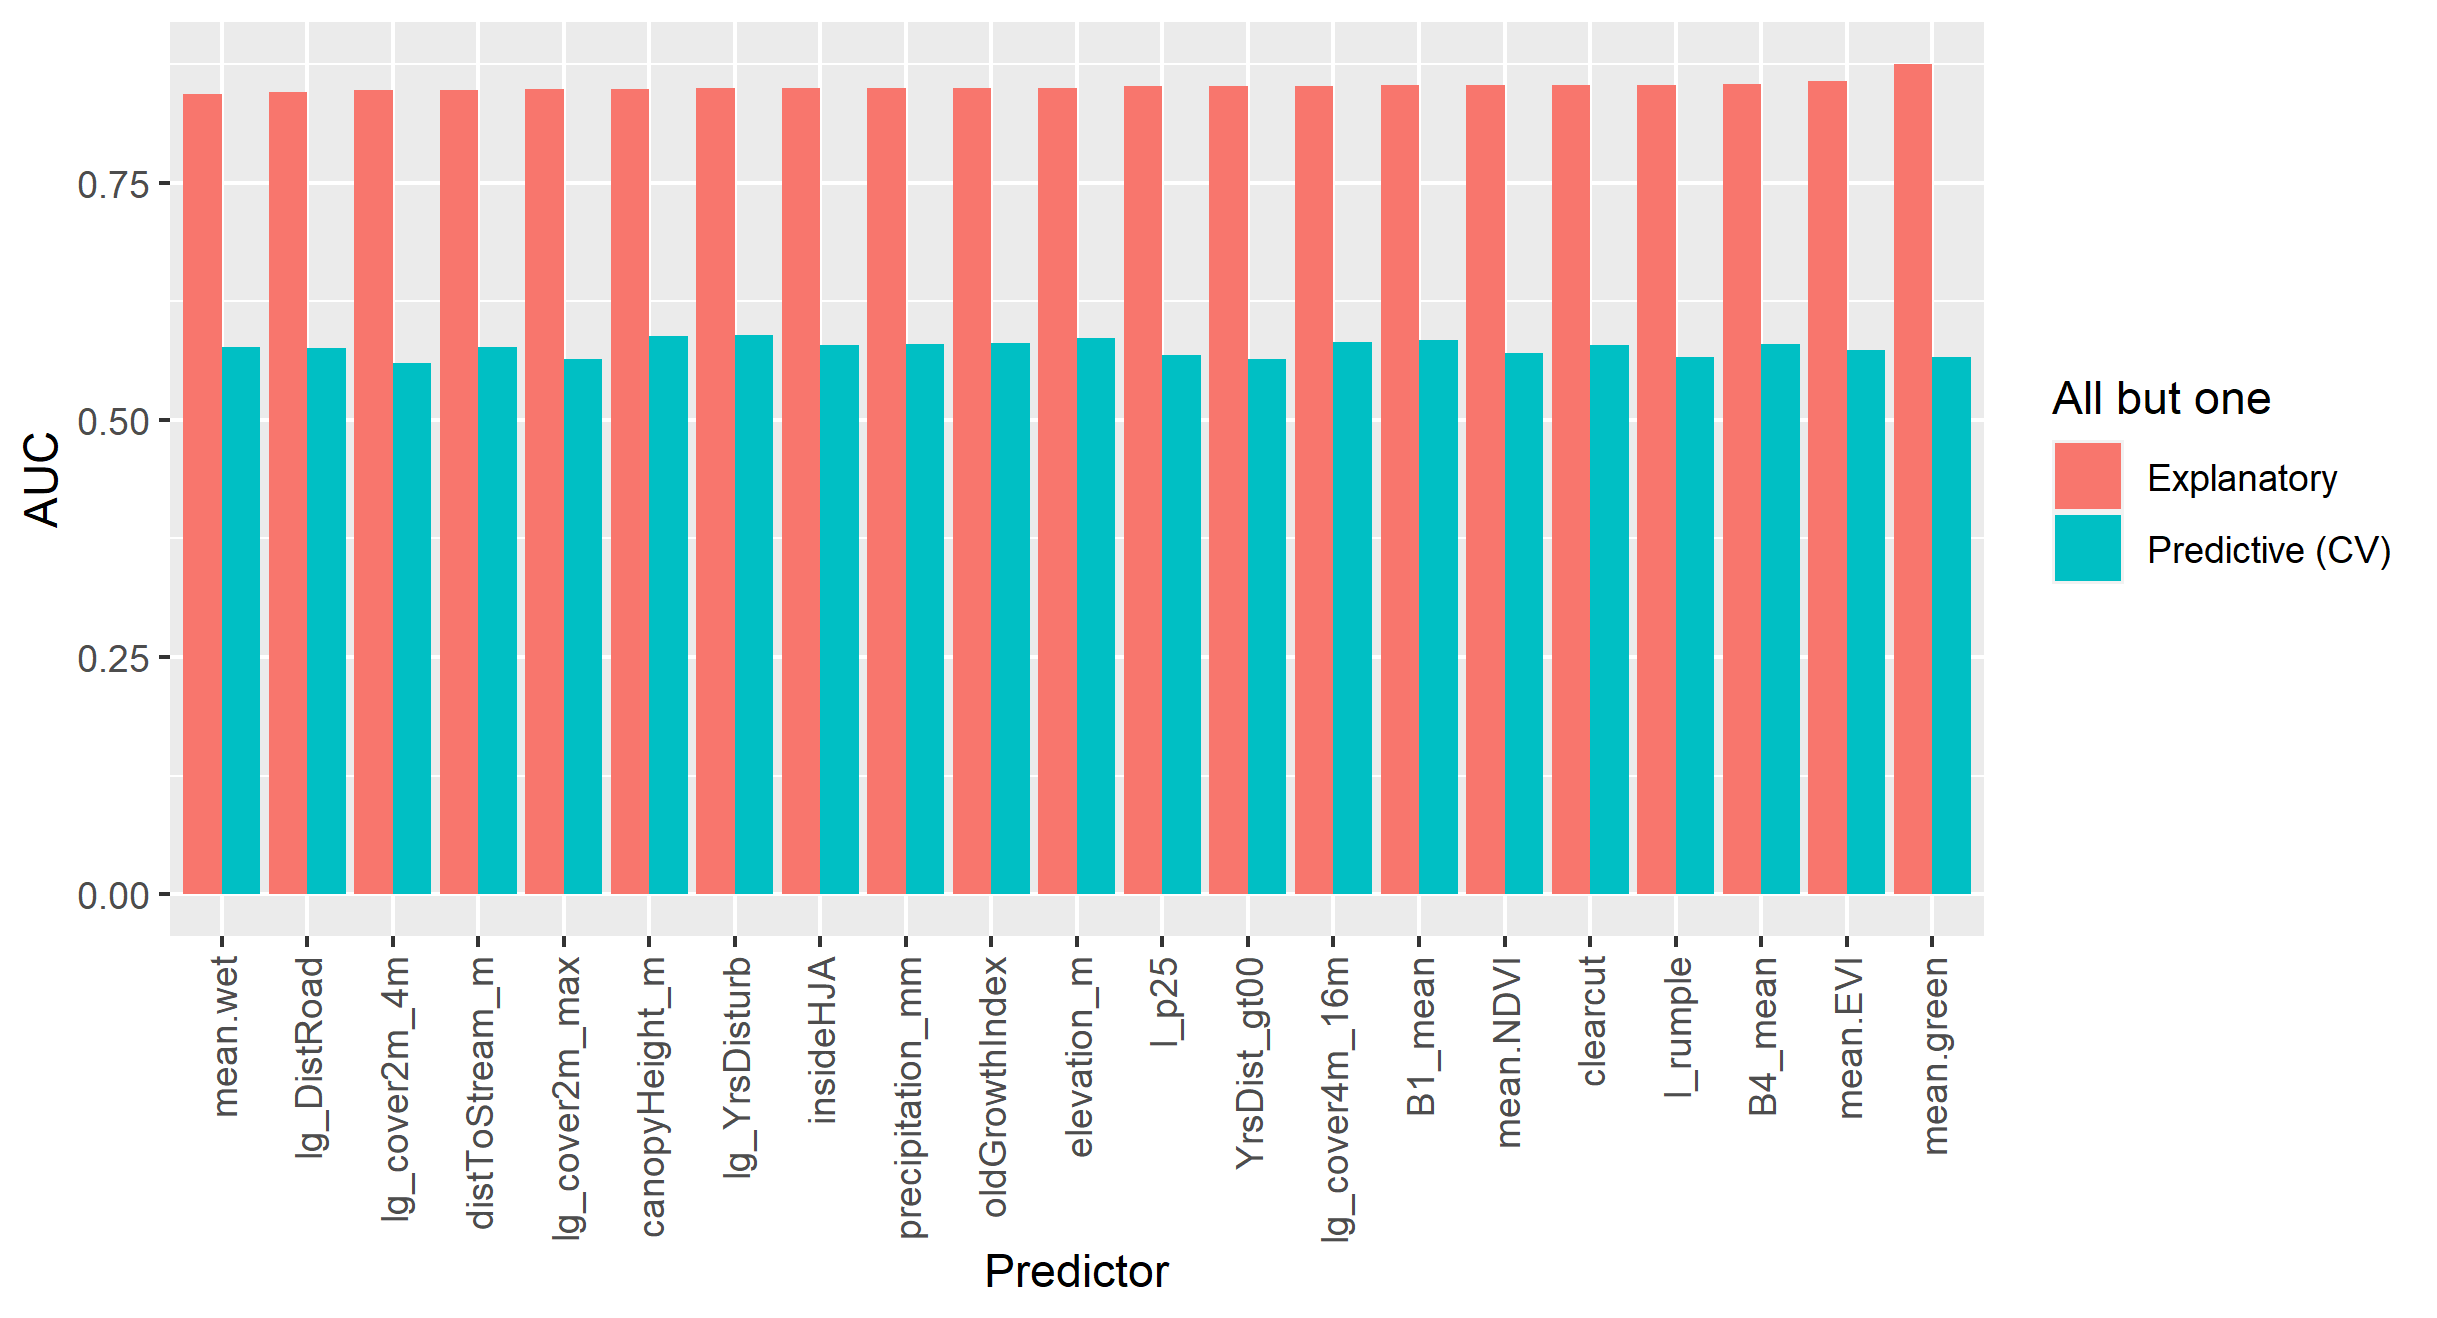 AUC
0.75
0.50
0.25
0.00
mean.wet
lg_DistRoad
lg_cover2m_4m
distToStream_m
lg_cover2m_max
canopyHeight_m
lg_YrsDisturb
insideHJA
precipitation_mm
oldGrowthIndex
elevation_m
l_p25
YrsDist_gt00
lg_cover4m_16m
B1_mean
mean.NDVI
clearcut
l_rumple
B4_mean
mean.EVI
mean.green
Predictor
All but one
Explanatory
Predictive (CV)